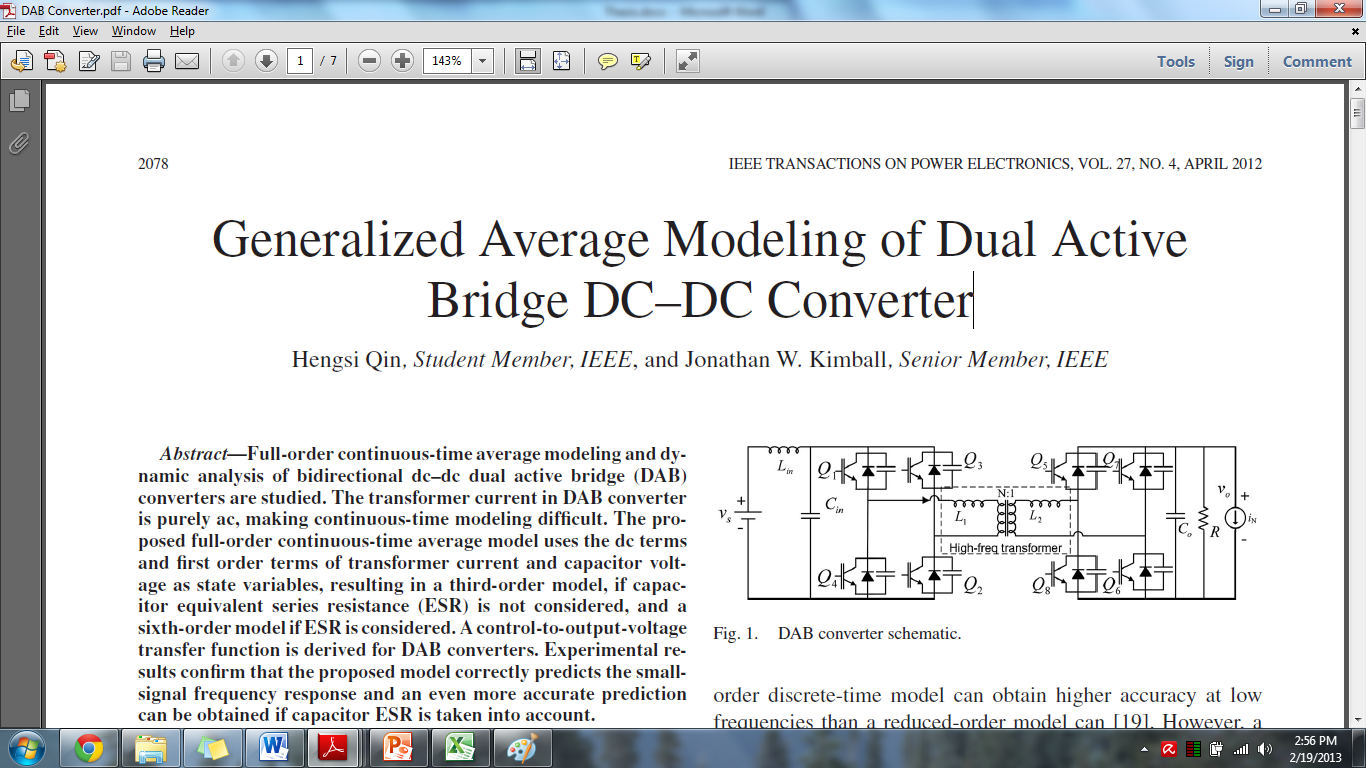 DAB Converter.pdf - Adobe Reader
File Edit View Window Help
1 / 7 143% Tools Sign Comment
2078 IEEE TRANSACTIONS ON POWER ELECTRONICS, VOL. 27, NO. 4, APRIL 2012
Generalized Average Modeling of Dual Active
Bridge DC–DC Converter
Hengsi Qin, Student Member, IEEE, and Jonathan W. Kimball, Senior Member, IEEE
Abstract—Full-order continuous-time average modeling and dy-
namic analysis of bidirectional dc–dc dual active bridge (DAB)
converters are studied. The transformer current in DAB converter
is purely ac, making continuous-time modeling difficult. The pro-
posed full-order continuous-time average model uses the dc terms
and first order terms of transformer current and capacitor volt-
age as state variables, resulting in a third-order model, if capac-
itor equivalent series resistance (ESR) is not considered, and a
sixth-order model if ESR is considered. A control-to-output-voltage
transfer function is derived for DAB converters. Experimental re-
sults confirm that the proposed model correctly predicts the small-
signal frequency response and an even more accurate prediction
can be obtained if capacitor ESR is taken into account.
Lin Q1 Q3 Q5 Q7
vs + - Cin L1 N:1 L2 Co R vo + iN -
High-freq transformer
Q4 Q2 Q8 Q6
Fig. 1. DAB converter schematic.
order discrete-time model can obtain higher accuracy at low
frequencies than a reduced-order model can [19]. However, a
2:56 PM
2/19/2013